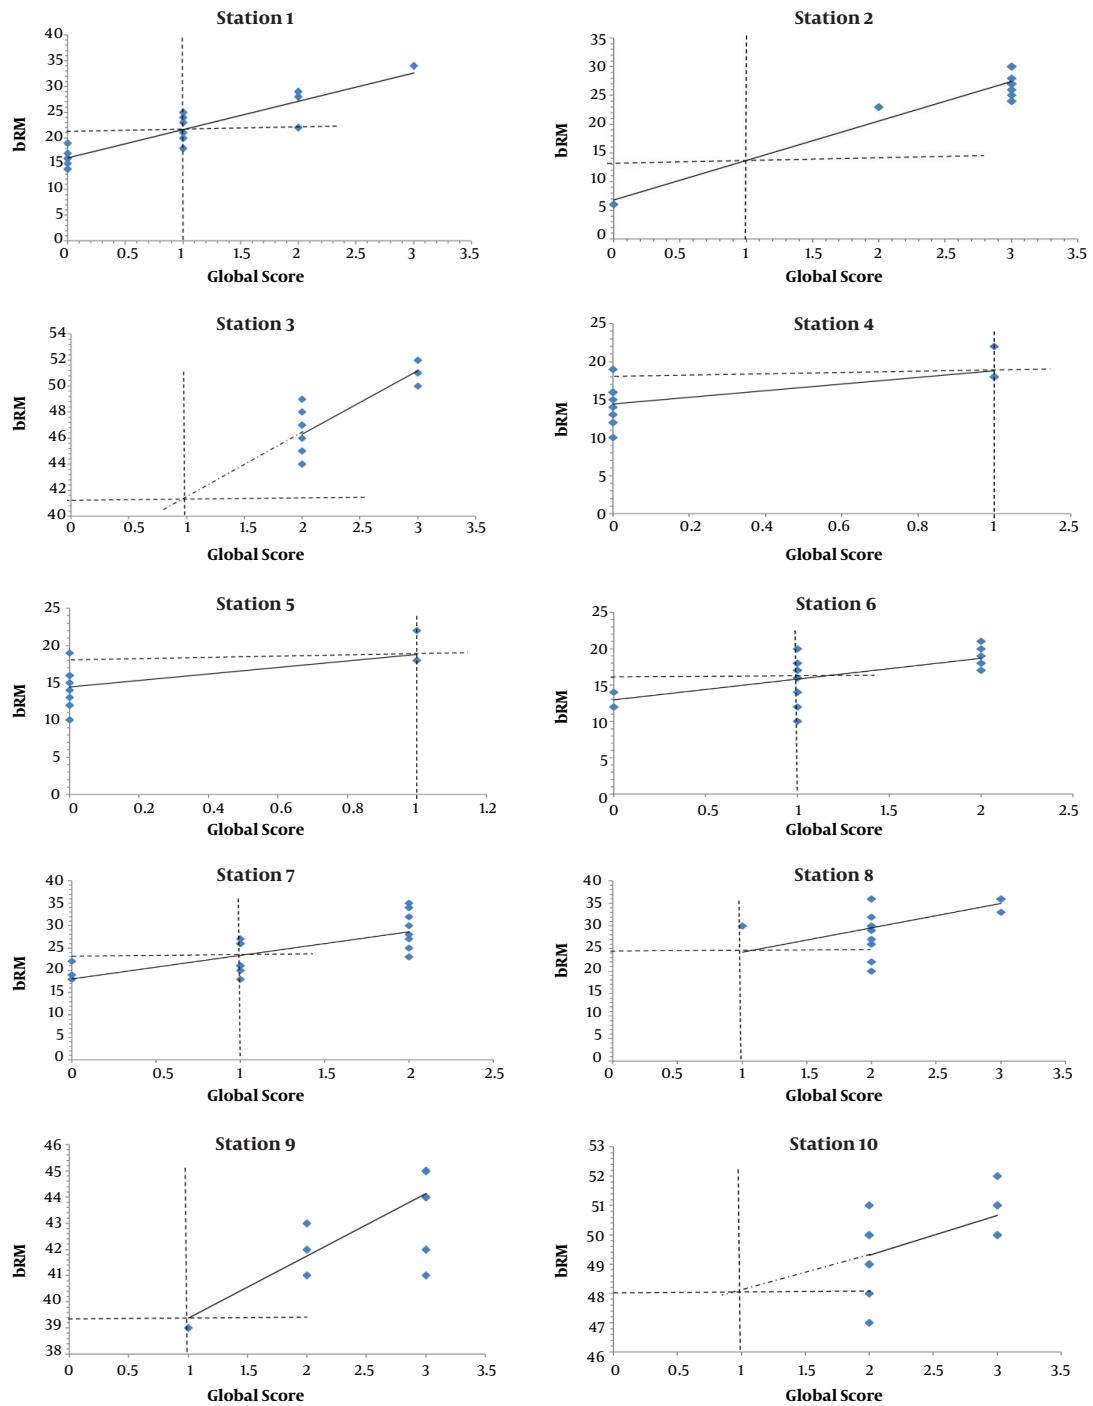 Station 1
40
35
30
25
20
15
10
5
0
bRM
0 0.5 1 1.5 2 2.5 3 3.5
Global Score
Station 2
35
30
25
20
15
10
5
0
bRM
0 0.5 1 1.5 2 2.5 3 3.5
Global Score
Station 3
54
52
50
48
46
44
42
40
bRM
0 0.5 1 1.5 2 2.5 3 3.5
Global Score
Station 4
25
20
15
10
5
0
bRM
0 0.2 0.4 0.6 0.8 1 2.5
Global Score
Station 5
25
20
15
10
5
0
bRM
0 0.2 0.4 0.6 0.8 1 1.2
Global Score
Station 6
25
20
15
10
5
0
bRM
0 0.5 1 1.5 2 2.5
Global Score
Station 7
40
35
30
25
20
15
10
5
0
bRM
0 0.5 1 1.5 2 2.5
Global Score
Station 8
40
35
30
25
20
15
10
5
0
bRM
0 0.5 1 1.5 2 2.5 3 3.5
Global Score
Station 9
46
45
44
43
42
41
40
39
38
bRM
0 0.5 1 1.5 2 2.5 3 3.5
Global Score
Station 10
53
52
51
50
49
48
47
46
bRM
0 0.5 1 1.5 2 2.5 3 3.5
Global Score